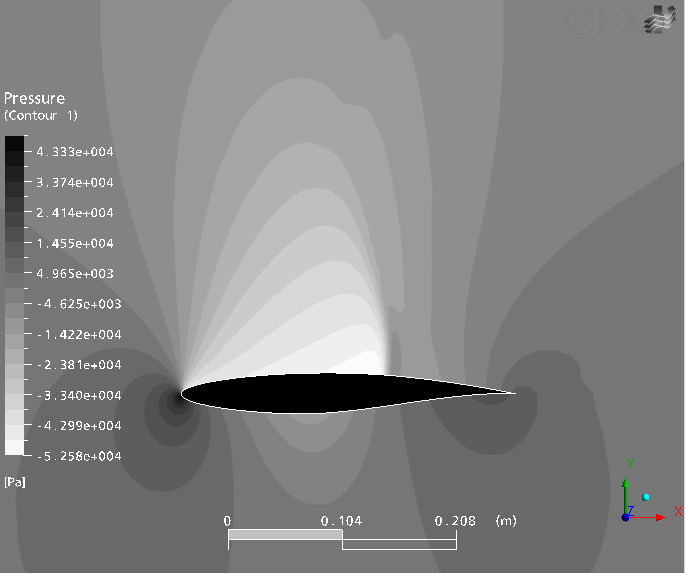 CFX
Pressure
(Contour 1)
4.333e+004
3.374e+004
2.414e+004
1.455e+004
4.965e+003
-4.625e+003
-1.422e+004
-2.381e+004
-3.340e+004
-4.299e+004
-5.258e+004
[Pa]
0 0.104 0.208 (m)
Y
Z X